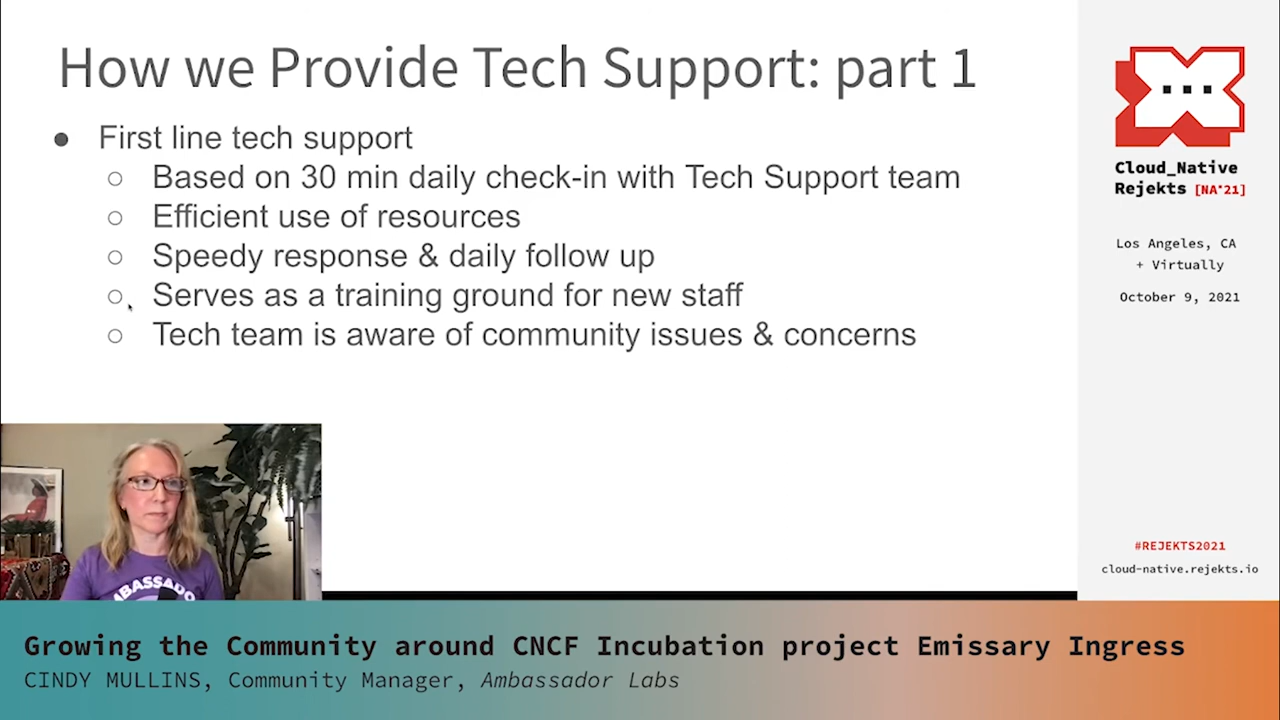 How we Provide Tech Support: part 1
● First line tech support
○ Based on 30 min daily check-in with Tech Support team
○ Efficient use of resources
○ Speedy response & daily follow up
○ Serves as a training ground for new staff
○ Tech team is aware of community issues & concerns
Cloud_Native
Rejekts [NA'21]
Los Angeles, CA
+ Virtually
October 9, 2021
#REJEKTS2021
cloud-native.rejekts.io
Growing the Community around CNCF Incubation project Emissary Ingress
CINDY MULLINS, Community Manager, Ambassador Labs